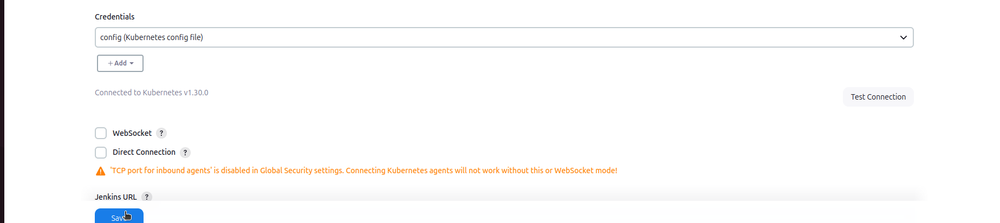 Credentials
config (Kubernetes config file)
+ Add
Connected to Kubernetes v1.30.0
Test Connection
WebSocket ?
Direct Connection ?
'TCP port for inbound agents' is disabled in Global Security settings. Connecting Kubernetes agents will not work without this or WebSocket mode!
Jenkins URL ?
Save